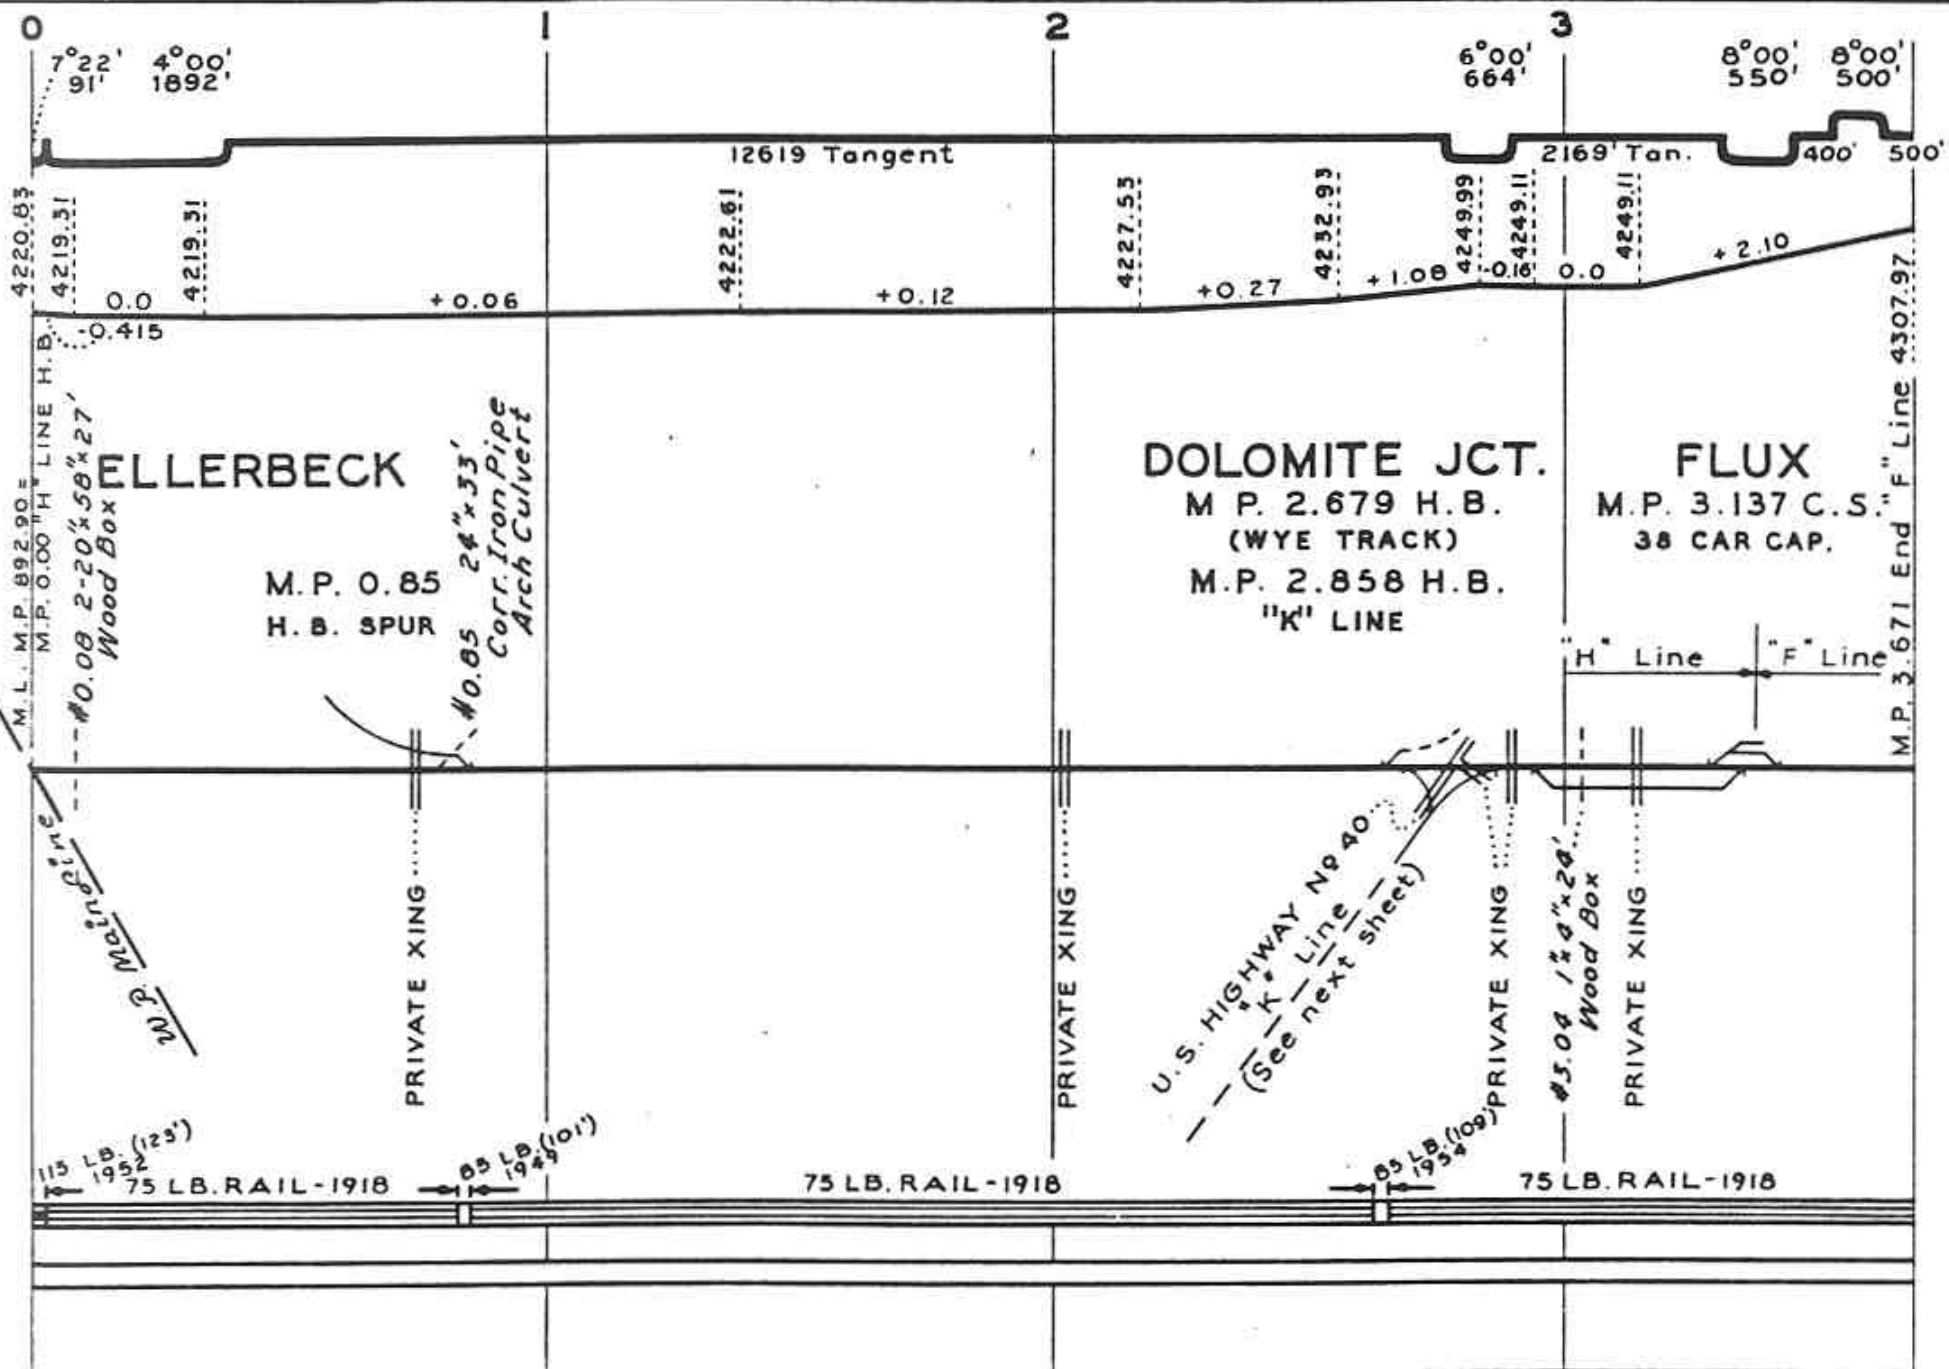 0 1 2 3
7°22' 4°00' 6°00' 8°00' 8°00'
91' 1892' 664' 550' 500'
12619 Tangent 2169' Tan. 400' 500'
4220.83 4219.31 4219.31 4222.61 4227.53 4232.93 4249.99 4249.11 4249.11 4307.97
-0.415 0.0 +0.06 +0.12 +0.27 +1.08 -0.16 0.0 +2.10
M.L. M.P. 892.90 =
M.P. 0.00 "H" LINE H.B.
#0.08 2-20"x58"x27'
Wood Box
ELLERBECK
M.P. 0.85
H.B. SPUR
#0.85 24"x33'
Corr. Iron Pipe
Arch Culvert
DOLOMITE JCT.
M P. 2.679 H.B.
(WYE TRACK)
M.P. 2.858 H.B.
"K" LINE
FLUX
M.P. 3.137 C.S.
38 CAR CAP.
"H" Line "F" Line
M.P. 3.671 End "F" Line
W.P. Main Line
PRIVATE XING
PRIVATE XING
U.S. HIGHWAY No 40
"K" Line
(See next sheet)
PRIVATE XING
#3.04 1"x4"x24'
Wood Box
PRIVATE XING
115 LB. (123')
1952
75 LB. RAIL-1918
85 LB. (101')
1949
75 LB. RAIL-1918
85 LB. (109')
1954
75 LB. RAIL-1918